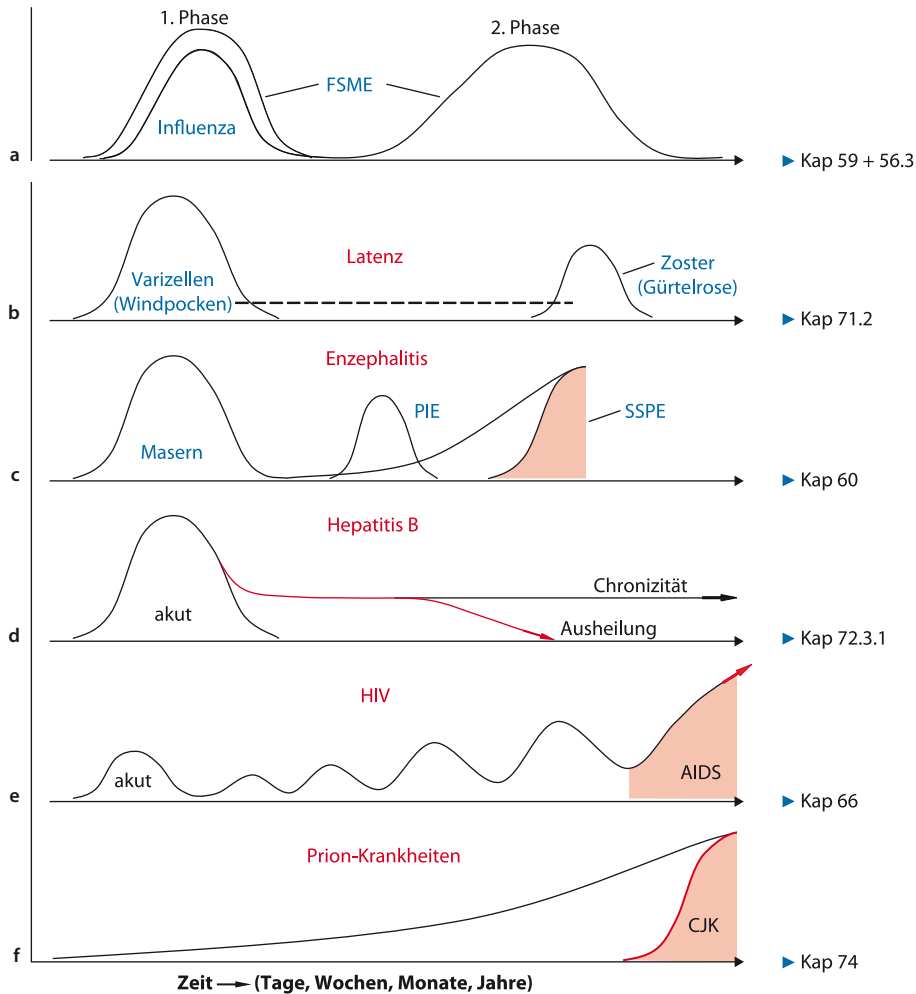 1. Phase
2. Phase
FSME
Influenza
a
► Kap 59 + 56.3
Latenz
Varizellen
(Windpocken)
Zoster
(Gürtelrose)
b
► Kap 71.2
Enzephalitis
PIE
SSPE
Masern
c
► Kap 60
Hepatitis B
Chronizität
akut
Ausheilung
d
► Kap 72.3.1
HIV
akut
AIDS
e
► Kap 66
Prion-Krankheiten
CJK
f
► Kap 74
Zeit → (Tage, Wochen, Monate, Jahre)